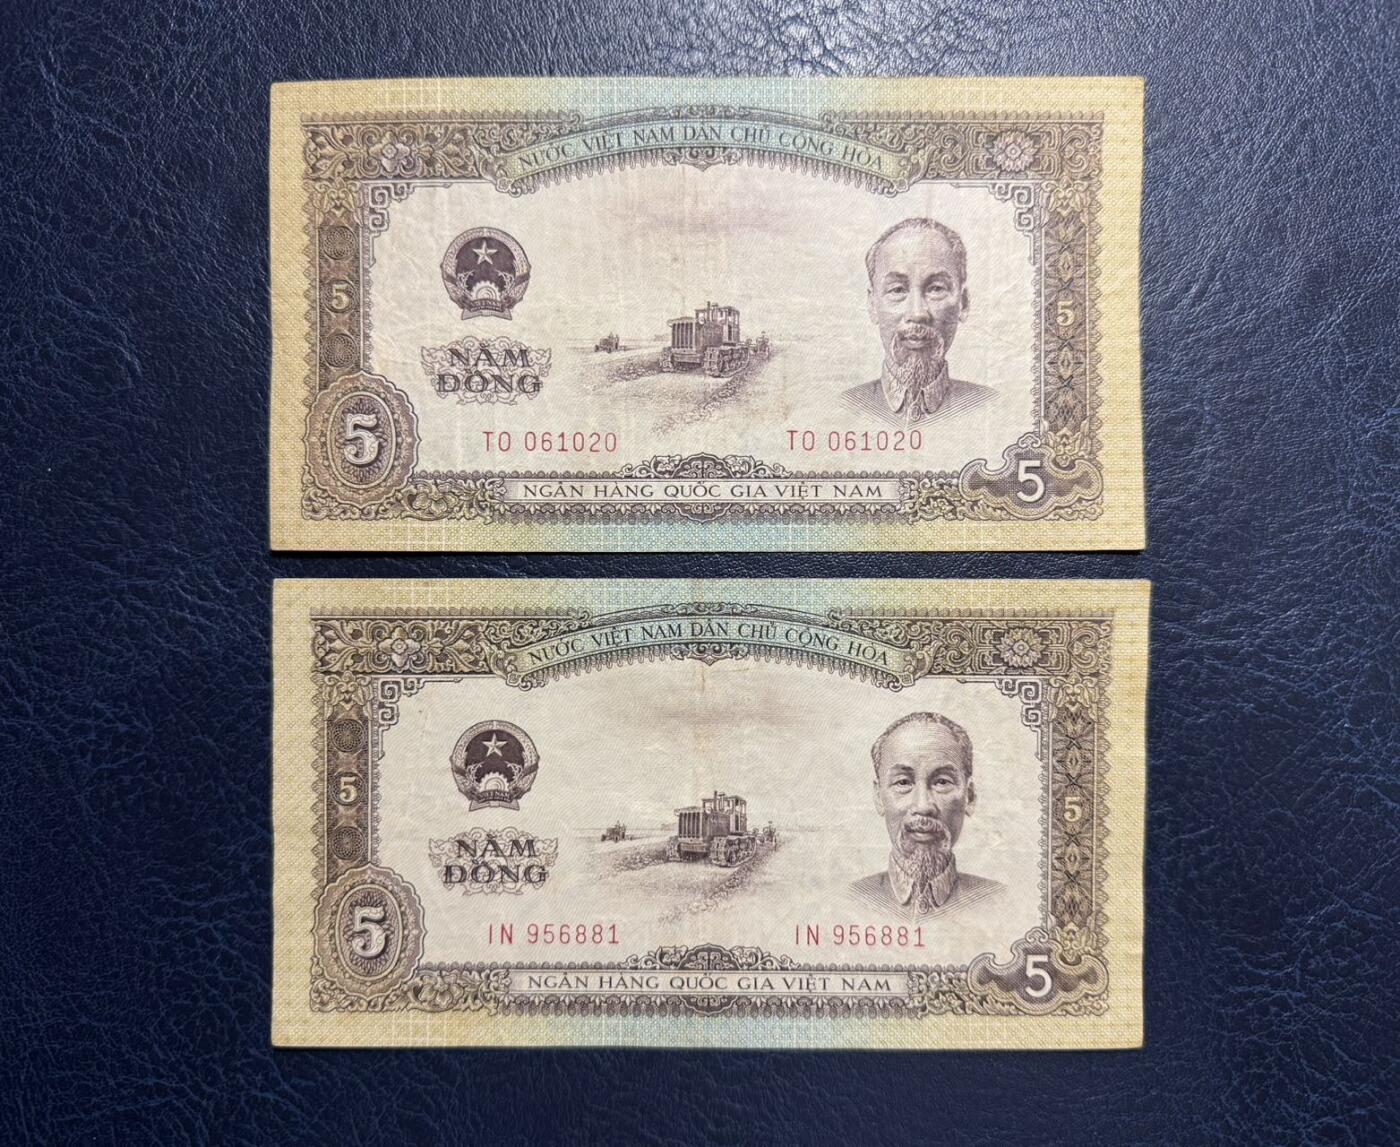 NƯỚC VIỆT NAM DÂN CHỦ CỘNG HÒA
5
5
NĂM
ĐỒNG
5
TO 061020
TO 061020
5
NGÂN HÀNG QUỐC GIA VIỆT NAM
NƯỚC VIỆT NAM DÂN CHỦ CỘNG HÒA
5
5
NĂM
ĐỒNG
5
IN 956881
IN 956881
5
NGÂN HÀNG QUỐC GIA VIỆT NAM